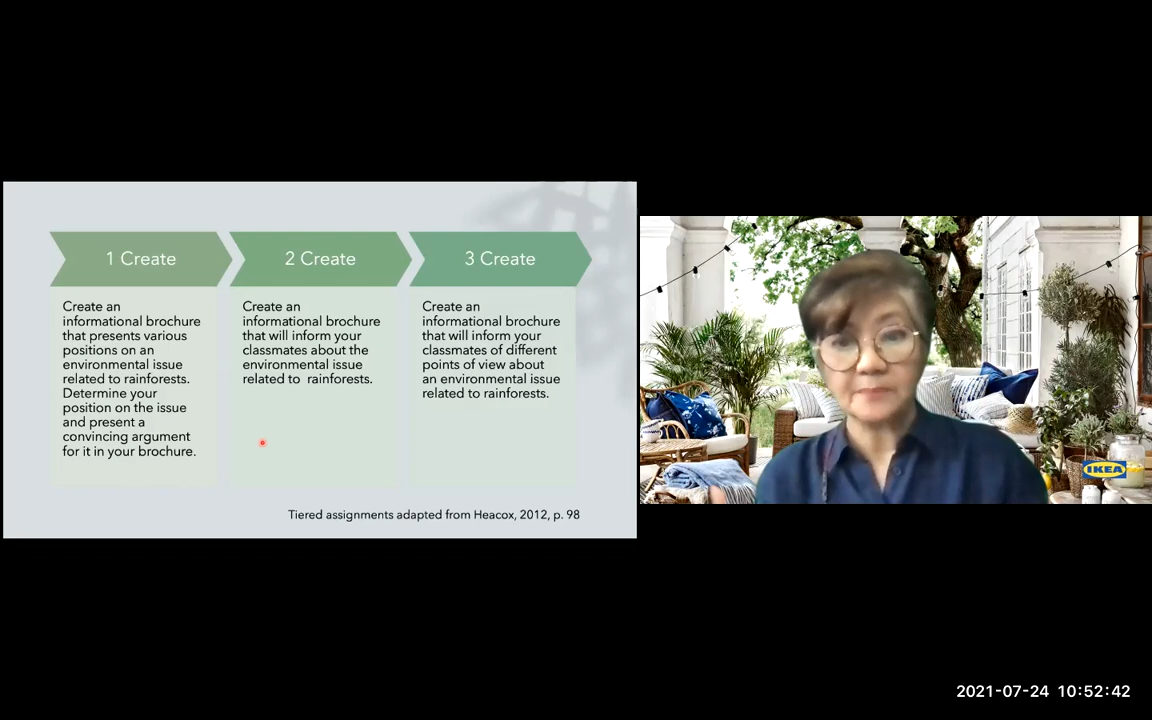 1 Create
2 Create
3 Create
Create an
informational brochure
that presents various
positions on an
environmental issue
related to rainforests.
Determine your
position on the issue
and present a
convincing argument
for it in your brochure.
Create an
informational brochure
that will inform your
classmates about the
environmental issue
related to rainforests.
Create an
informational brochure
that will inform your
classmates of different
points of view about
an environmental issue
related to rainforests.
Tiered assignments adapted from Heacox, 2012, p. 98
IKEA
2021-07-24 10:52:42